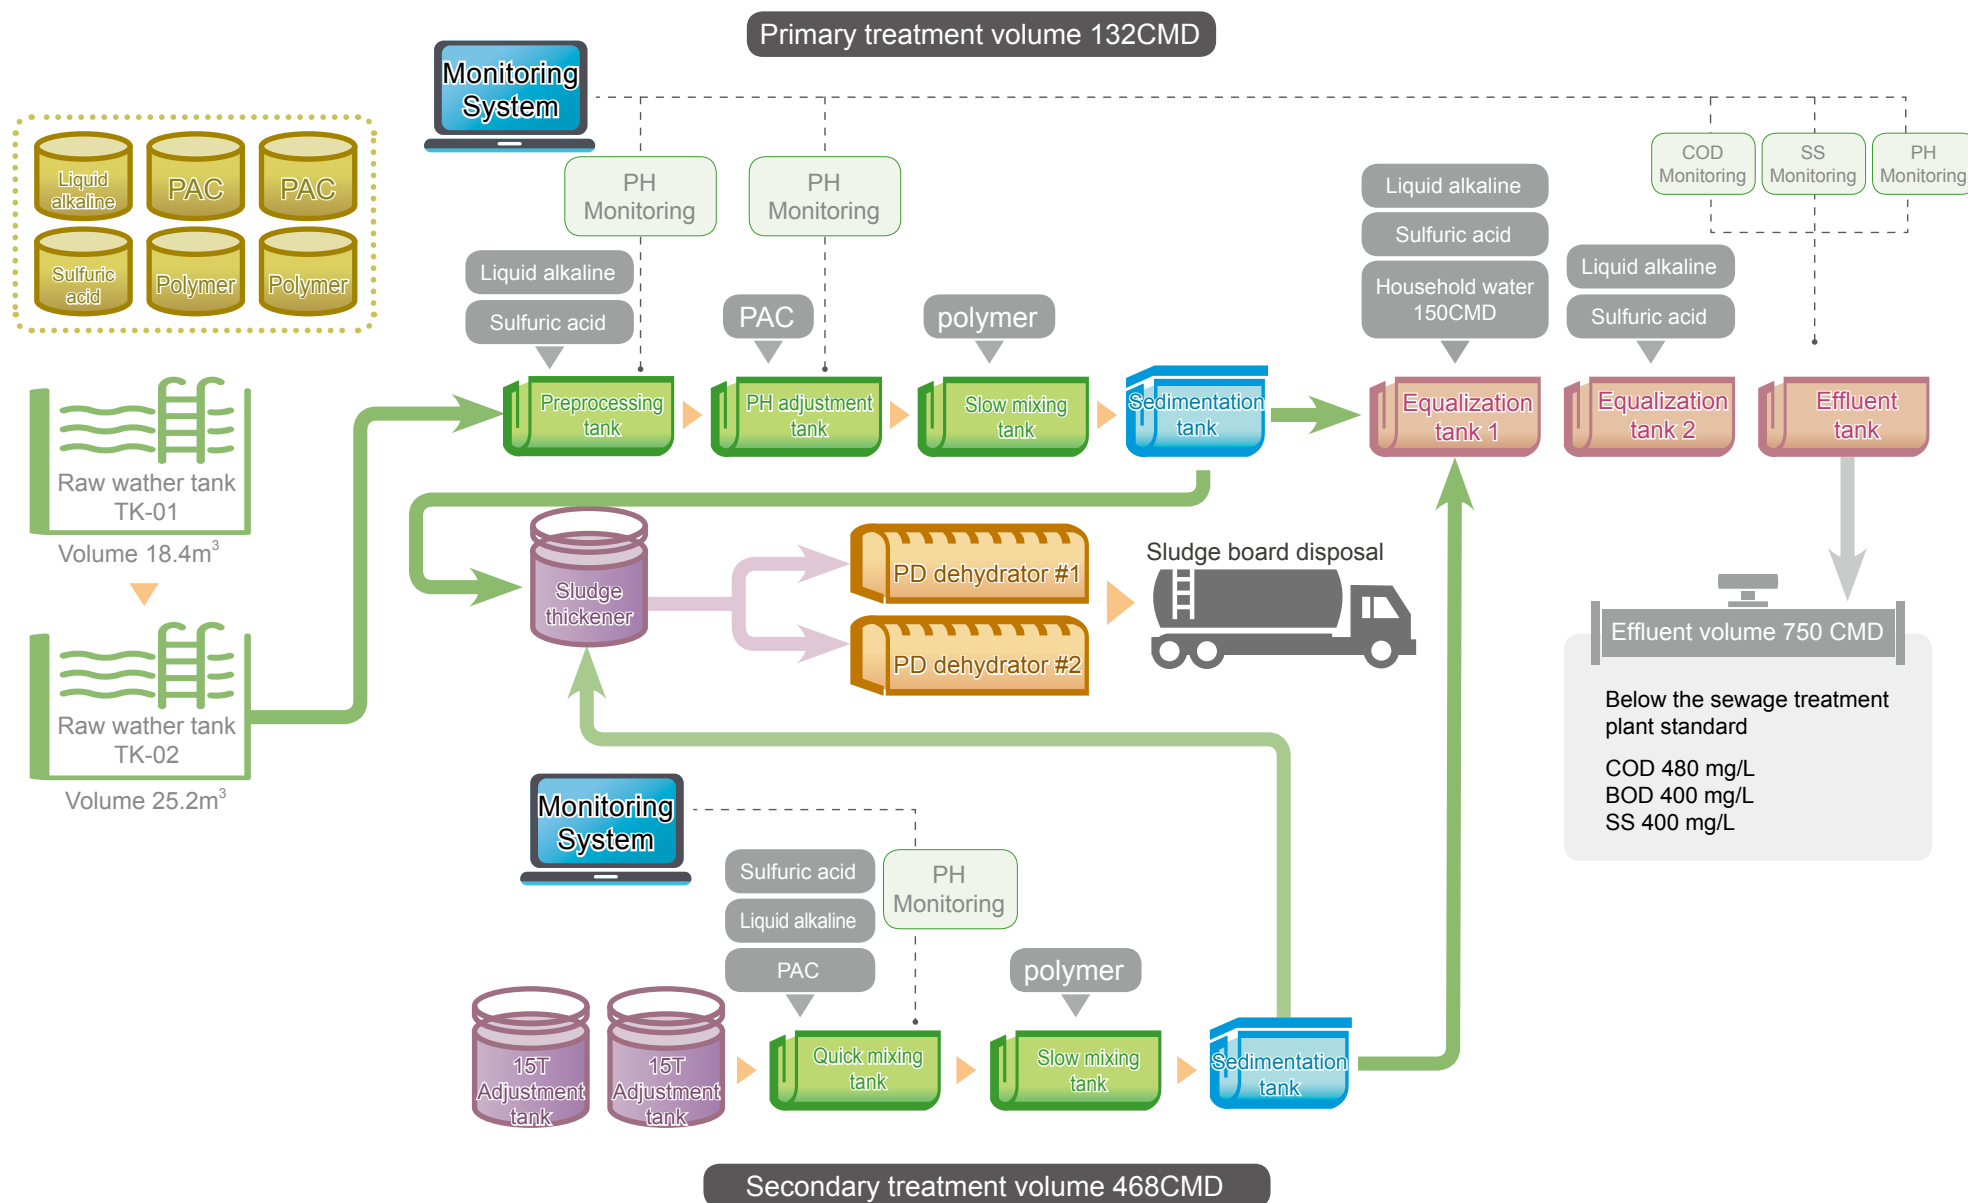 Primary treatment volume 132CMD
Monitoring
System
Liquid
alkaline
PAC
PAC
Sulfuric
acid
Polymer
Polymer
PH
Monitoring
PH
Monitoring
COD
Monitoring
SS
Monitoring
PH
Monitoring
Liquid alkaline
Sulfuric acid
PAC
polymer
Liquid alkaline
Sulfuric acid
Household water
150CMD
Liquid alkaline
Sulfuric acid
Preprocessing
tank
PH adjustment
tank
Slow mixing
tank
Sedimentation
tank
Equalization
tank 1
Equalization
tank 2
Effluent
tank
Raw wather tank
TK-01
Volume 18.4m³
Raw wather tank
TK-02
Volume 25.2m³
Sludge
thickener
PD dehydrator #1
PD dehydrator #2
Sludge board disposal
Effluent volume 750 CMD
Below the sewage treatment
plant standard
COD 480 mg/L
BOD 400 mg/L
SS 400 mg/L
Monitoring
System
Sulfuric acid
Liquid alkaline
PAC
PH
Monitoring
polymer
15T
Adjustment
tank
15T
Adjustment
tank
Quick mixing
tank
Slow mixing
tank
Sedimentation
tank
Secondary treatment volume 468CMD